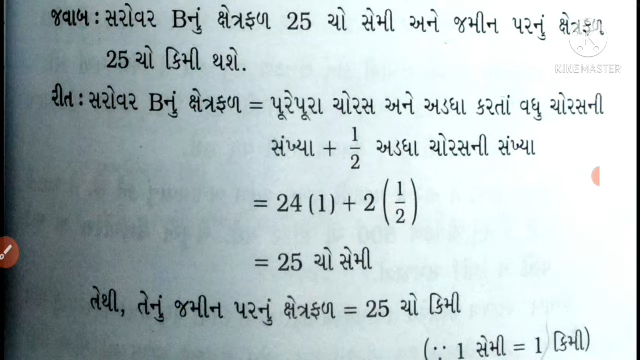 જવાબ : સરોવર Bનું ક્ષેત્રફળ 25 ચો સેમી અને જમીન પરનું ક્ષેત્રફળ
25 ચો કિમી થશે.
રીત : સરોવર Bનું ક્ષેત્રફળ = પૂરેપૂરા ચોરસ અને અડધા કરતાં વધુ ચોરસની
સંખ્યા + 1/2 અડધા ચોરસની સંખ્યા
= 24 (1) + 2 (1/2)
= 25 ચો સેમી
તેથી, તેનું જમીન પરનું ક્ષેત્રફળ = 25 ચો કિમી
(∵ 1 સેમી = 1 કિમી)
KINEMASTER